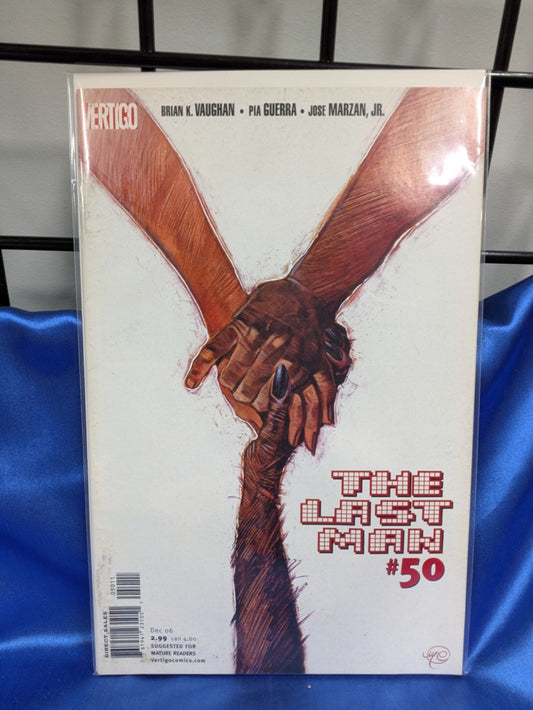 VERTIGO
BRIAN K. VAUGHAN • PIA GUERRA • JOSE MARZAN, JR.
THE
LAST
MAN
#50
05011
DIRECT SALES
Dec 06
2.99 CAN 4.00
SUGGESTED FOR
MATURE READERS
vertigocomics.com